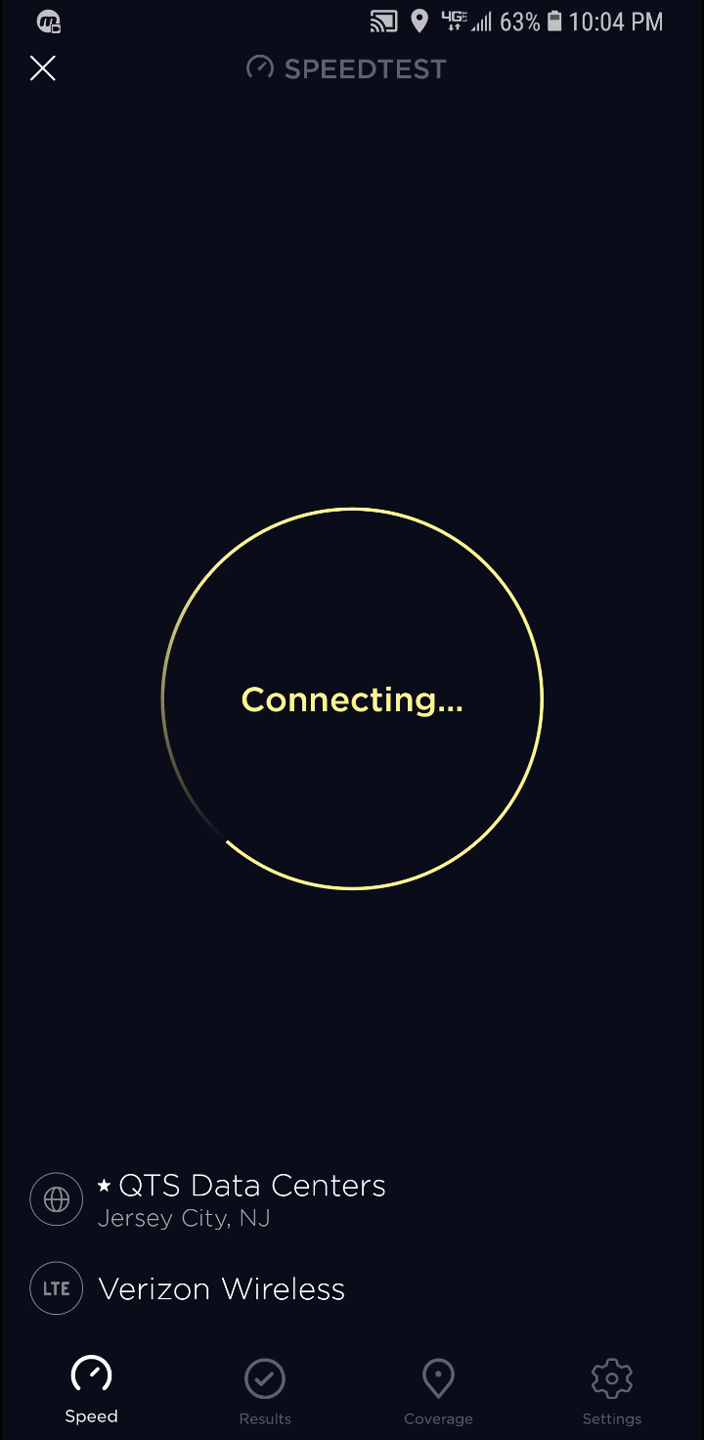 4GE 63% 10:04 PM
SPEEDTEST
Connecting...
QTS Data Centers
Jersey City, NJ
LTE Verizon Wireless
Speed Results Coverage Settings